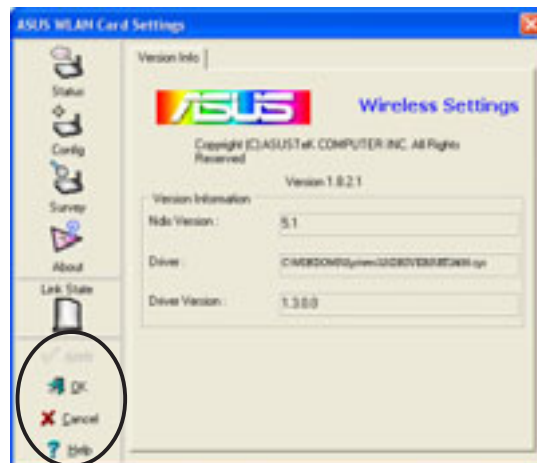 ASUS WLAN Card Settings
Status
Config
Survey
About
Link State
Apply
OK
Cancel
Help
Version Info
ASUS
Wireless Settings
Copyright (C)ASUSTeK COMPUTER INC. All Rights
Reserved
Version 1.8.2.1
Version Information
Ndis Version :
5.1
Driver :
Driver Version :
1.3.0.0